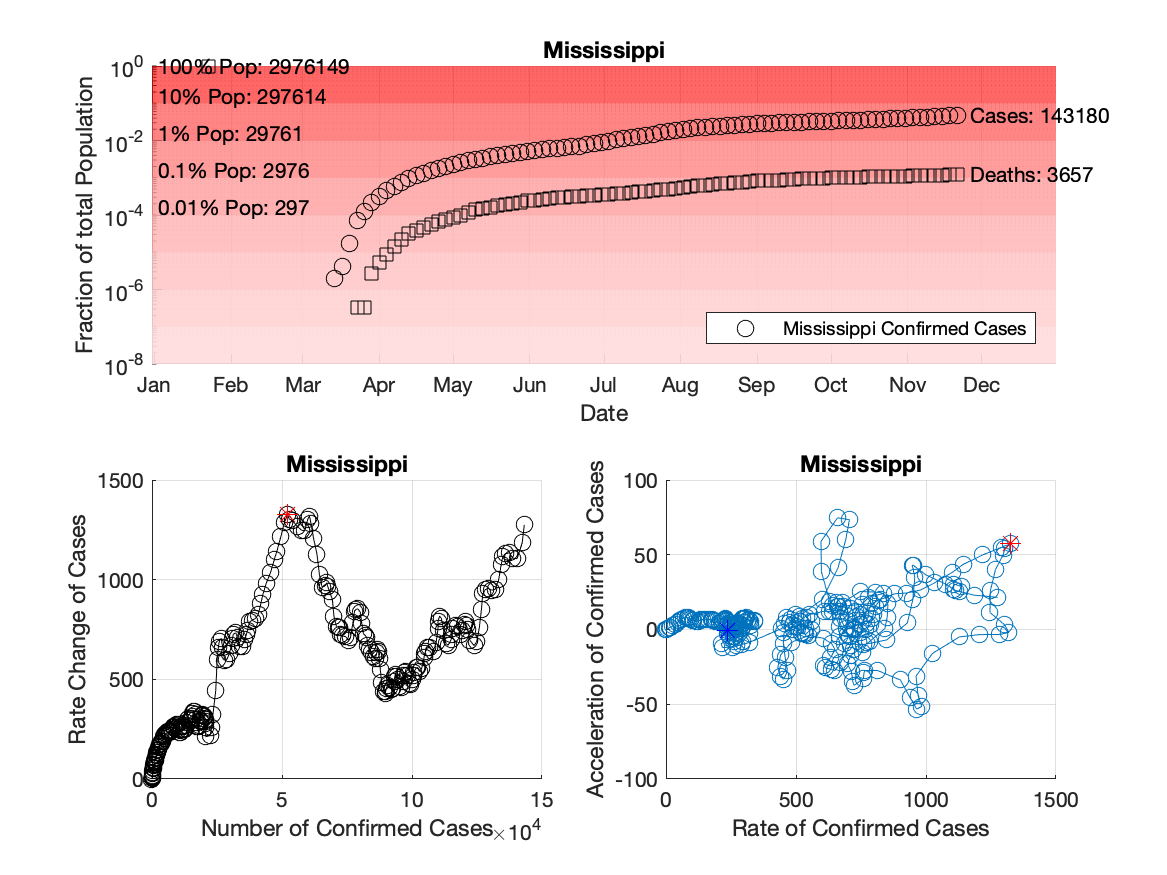 Mississippi
10^0
100% Pop: 2976149
10% Pop: 297614
10^-2
1% Pop: 29761
0.1% Pop: 2976
10^-4
0.01% Pop: 297
10^-6
10^-8
Fraction of total Population
Cases: 143180
Deaths: 3657
Mississippi Confirmed Cases
Jan Feb Mar Apr May Jun Jul Aug Sep Oct Nov Dec
Date
Mississippi
1500
1000
500
0
Rate Change of Cases
0 5 10 15
Number of Confirmed Cases ×10^4
Mississippi
100
50
0
-50
-100
Acceleration of Confirmed Cases
0 500 1000 1500
Rate of Confirmed Cases